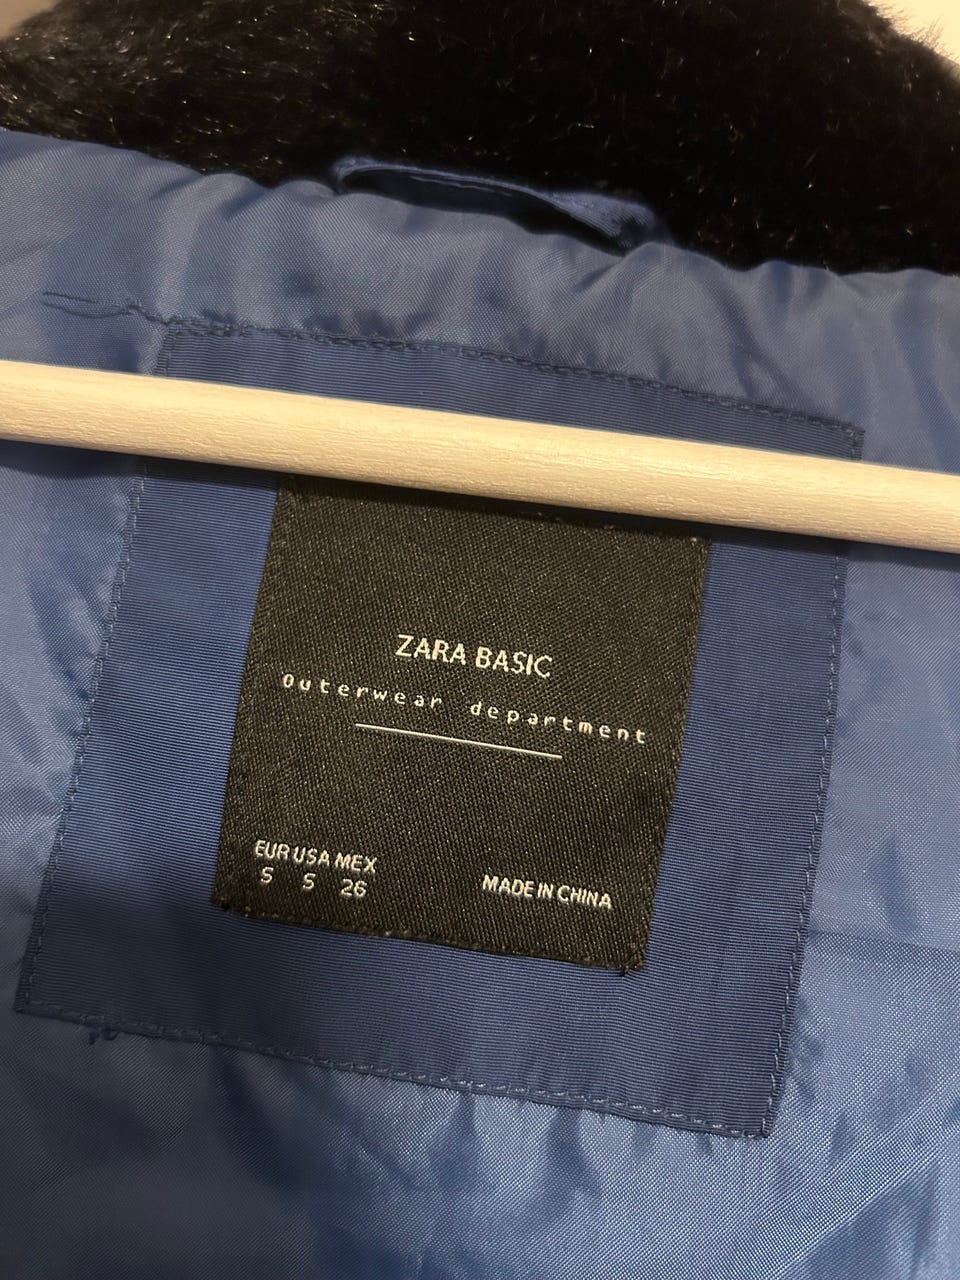 ZARA BASIC
Outerwear department
EUR USA MEX
S S 26
MADE IN CHINA